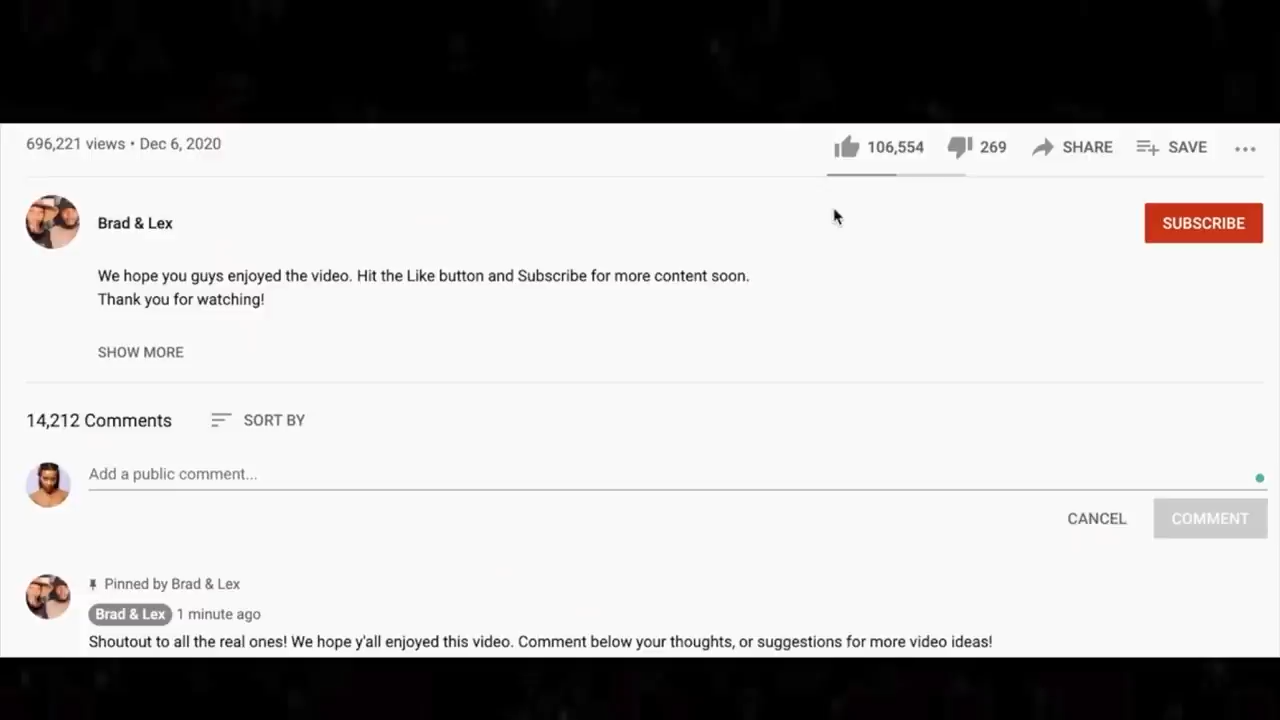 696,221 views • Dec 6, 2020
106,554
269
SHARE
SAVE
Brad & Lex
SUBSCRIBE
We hope you guys enjoyed the video. Hit the Like button and Subscribe for more content soon.
Thank you for watching!
SHOW MORE
14,212 Comments
SORT BY
Add a public comment...
CANCEL
COMMENT
Pinned by Brad & Lex
Brad & Lex 1 minute ago
Shoutout to all the real ones! We hope y'all enjoyed this video. Comment below your thoughts, or suggestions for more video ideas!